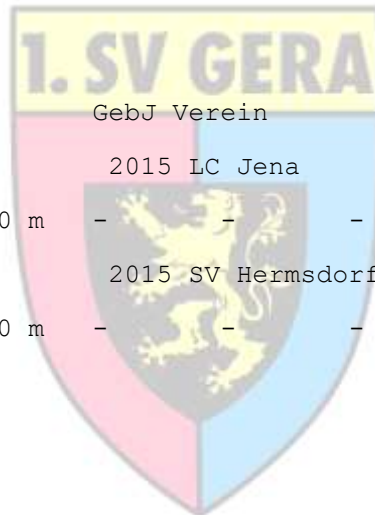 1. SV GERA
GebJ Verein
2015 LC Jena
0 m - - -
2015 SV Hermsdorf
0 m - - -